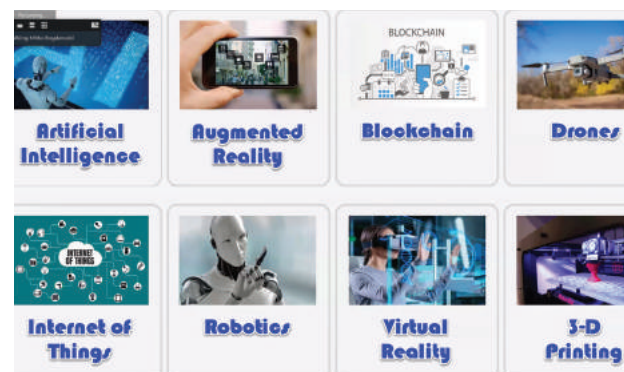 BLOCKCHAIN
Artificial
Intelligence
Augmented
Reality
Blockchain
Drones
INTERNET
OF THINGS
Internet of
Things
Robotics
Virtual
Reality
3-D
Printing